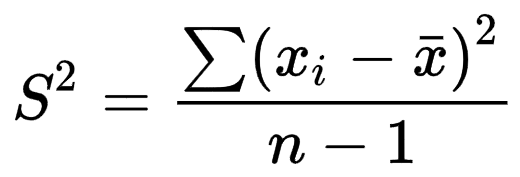 S² = ∑(xᵢ − x̄)² / n − 1